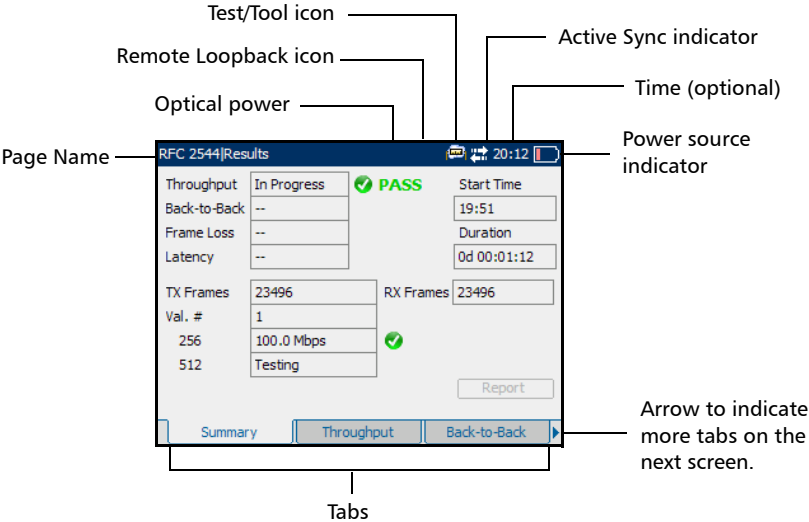 Test/Tool icon
Active Sync indicator
Remote Loopback icon
Time (optional)
Optical power
Power source
indicator
Page Name
RFC 2544|Results
20:12
Throughput In Progress PASS Start Time
Back-to-Back -- 19:51
Frame Loss -- Duration
Latency -- 0d 00:01:12
TX Frames 23496 RX Frames 23496
Val. # 1
256 100.0 Mbps
512 Testing
Report
Summary Throughput Back-to-Back
Arrow to indicate
more tabs on the
next screen.
Tabs